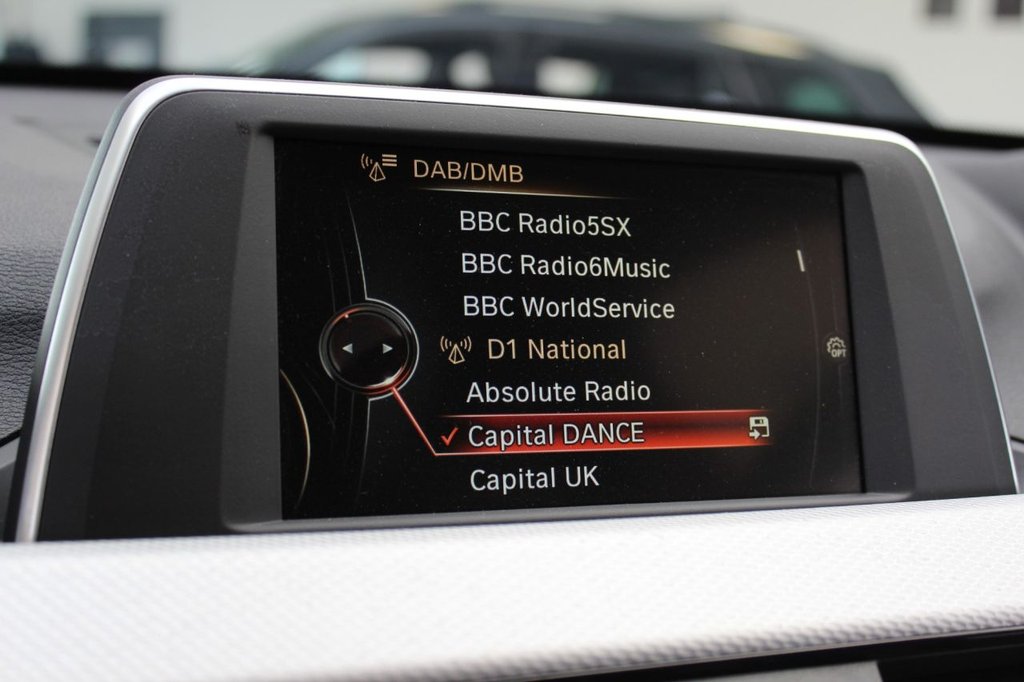 DAB/DMB
BBC Radio5SX
BBC Radio6Music
BBC WorldService
D1 National
Absolute Radio
Capital DANCE
Capital UK
OPT